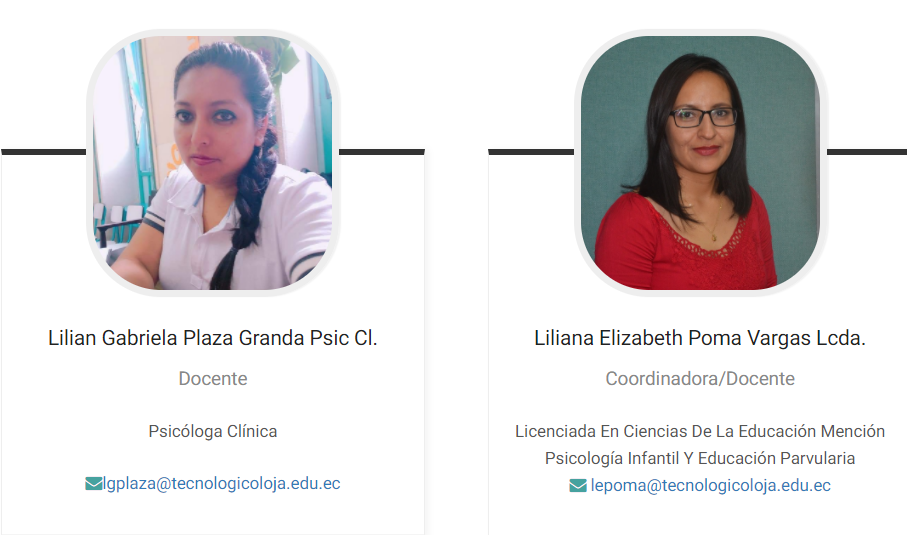 Lilian Gabriela Plaza Granda Psic Cl.
Docente
Psicóloga Clínica
lgplaza@tecnologicoloja.edu.ec
Liliana Elizabeth Poma Vargas Lcda.
Coordinadora/Docente
Licenciada En Ciencias De La Educación Mención
Psicología Infantil Y Educación Parvularia
lepoma@tecnologicoloja.edu.ec